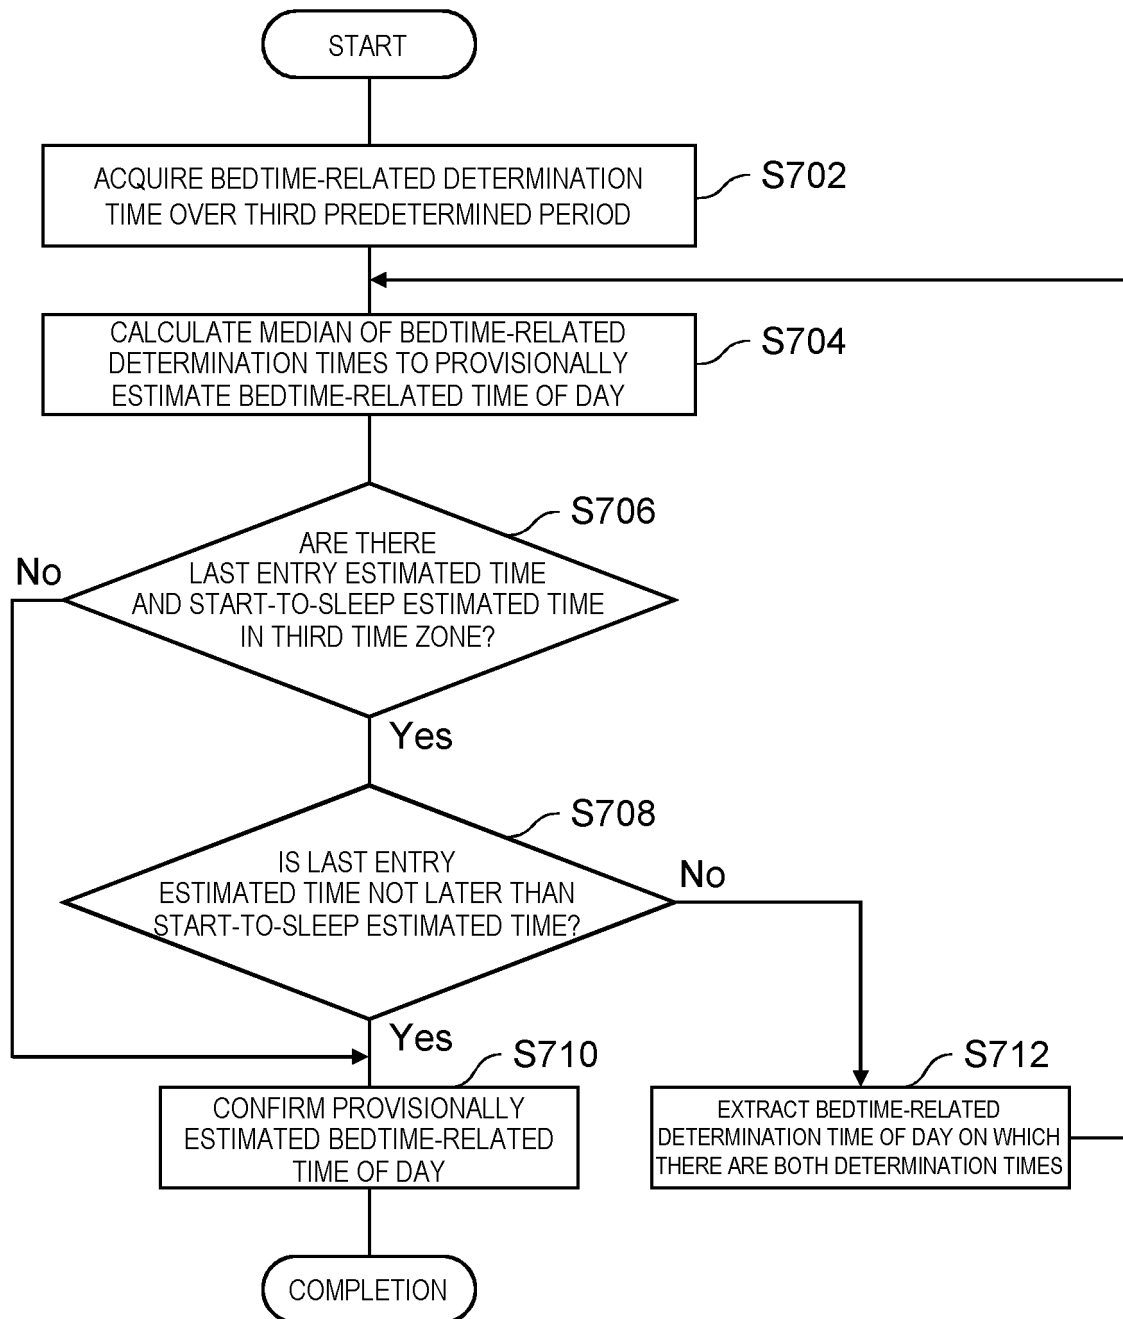 START
ACQUIRE BEDTIME-RELATED DETERMINATION
TIME OVER THIRD PREDETERMINED PERIOD
S702
CALCULATE MEDIAN OF BEDTIME-RELATED
DETERMINATION TIMES TO PROVISIONALLY
ESTIMATE BEDTIME-RELATED TIME OF DAY
S704
S706
ARE THERE
LAST ENTRY ESTIMATED TIME
AND START-TO-SLEEP ESTIMATED TIME
IN THIRD TIME ZONE?
No
Yes
S708
IS LAST ENTRY
ESTIMATED TIME NOT LATER THAN
START-TO-SLEEP ESTIMATED TIME?
No
Yes
S710
CONFIRM PROVISIONALLY
ESTIMATED BEDTIME-RELATED
TIME OF DAY
S712
EXTRACT BEDTIME-RELATED
DETERMINATION TIME OF DAY ON WHICH
THERE ARE BOTH DETERMINATION TIMES
COMPLETION